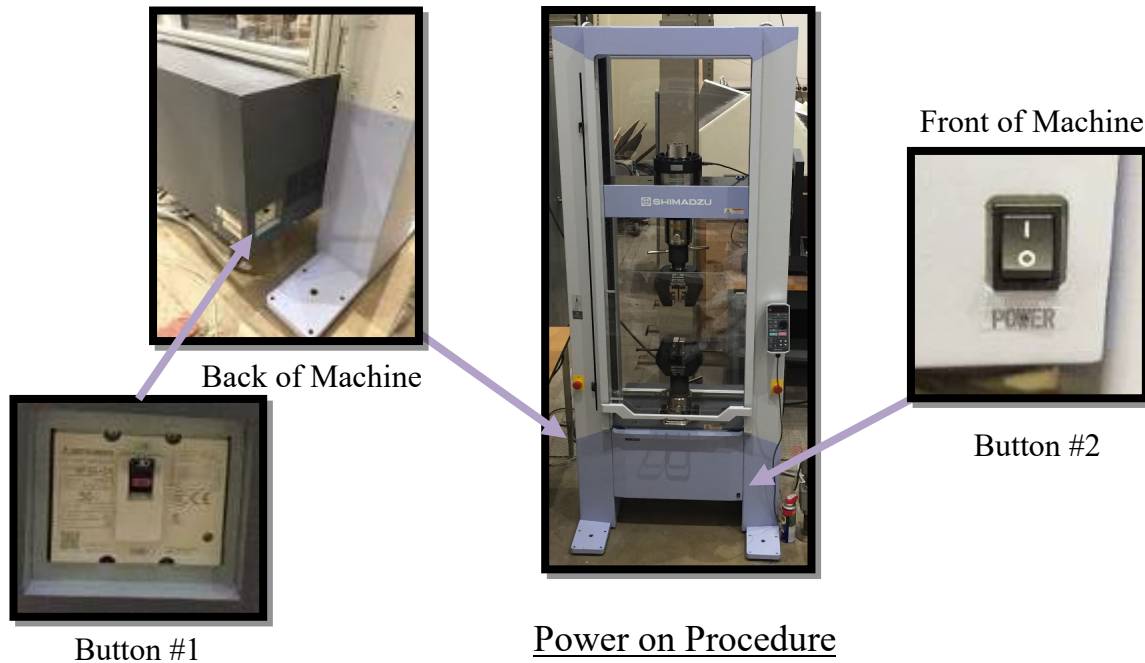 Front of Machine
SHIMADZU
I
O
POWER
Back of Machine
Button #2
Button #1
Power on Procedure